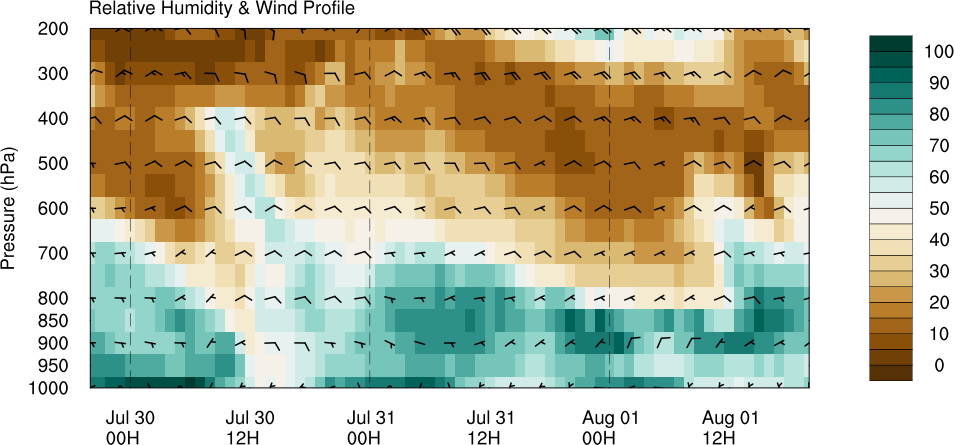 Relative Humidity & Wind Profile
Pressure (hPa)
200
300
400
500
600
700
800
850
900
950
1000
Jul 30
00H
Jul 30
12H
Jul 31
00H
Jul 31
12H
Aug 01
00H
Aug 01
12H
100
90
80
70
60
50
40
30
20
10
0